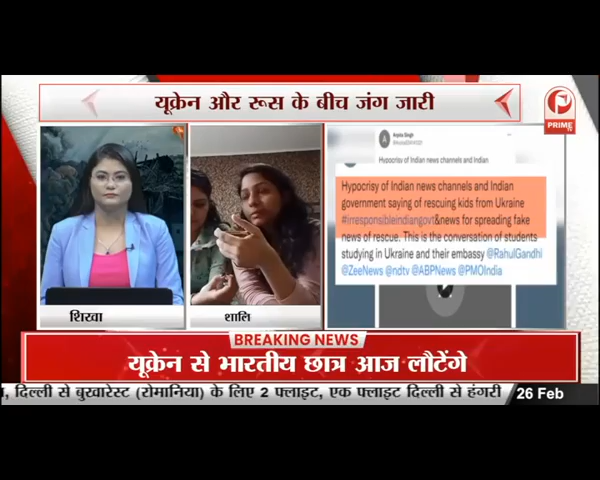 यूक्रेन और रूस के बीच जंग जारी
PRIME
TV
Arpita Singh
Hypocrisy of Indian news channels and Indian
Hypocrisy of Indian news channels and Indian
government saying of rescuing kids from Ukraine
#irresponsibleindiangovt&news for spreading fake
news of rescue. This is the conversation of students
studying in Ukraine and their embassy @RahulGandhi
@ZeeNews @ndtv @ABPNews @PMOIndia
शिखा
शालि
BREAKING NEWS
यूक्रेन से भारतीय छात्र आज लौटेंगे
दिल्ली से बुखारेस्ट (रोमानिया) के लिए 2 फ्लाइट, एक फ्लाइट दिल्ली से हंगरी
26 Feb